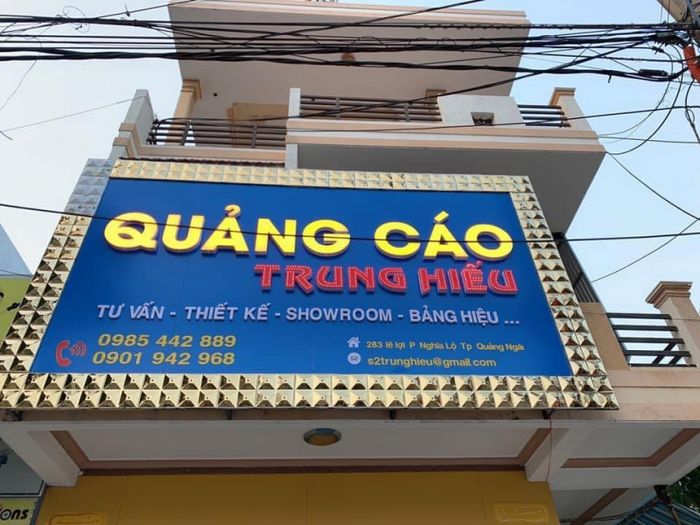 QUẢNG CÁO
TRUNG HIẾU
TƯ VẤN - THIẾT KẾ - SHOWROOM - BẢNG HIỆU ...
0985 442 889
0901 942 968
283 lê lợi P Nghĩa Lộ Tp Quảng Ngãi
s2trunghieu@gmail.com
ions